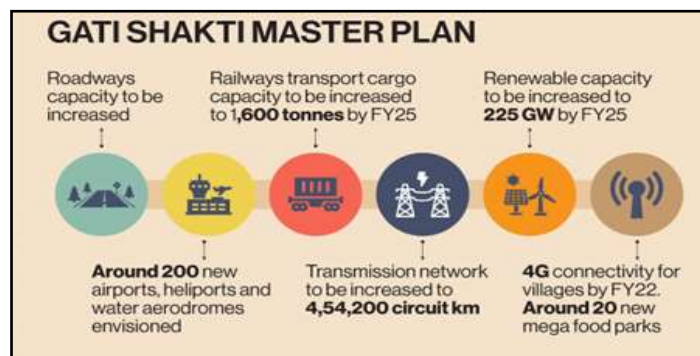 GATI SHAKTI MASTER PLAN
Roadways
capacity to be
increased
Railways transport cargo
capacity to be increased
to 1,600 tonnes by FY25
Renewable capacity
to be increased to
225 GW by FY25
Around 200 new
airports, heliports and
water aerodromes
envisioned
Transmission network
to be increased to
4,54,200 circuit km
4G connectivity for
villages by FY22.
Around 20 new
mega food parks